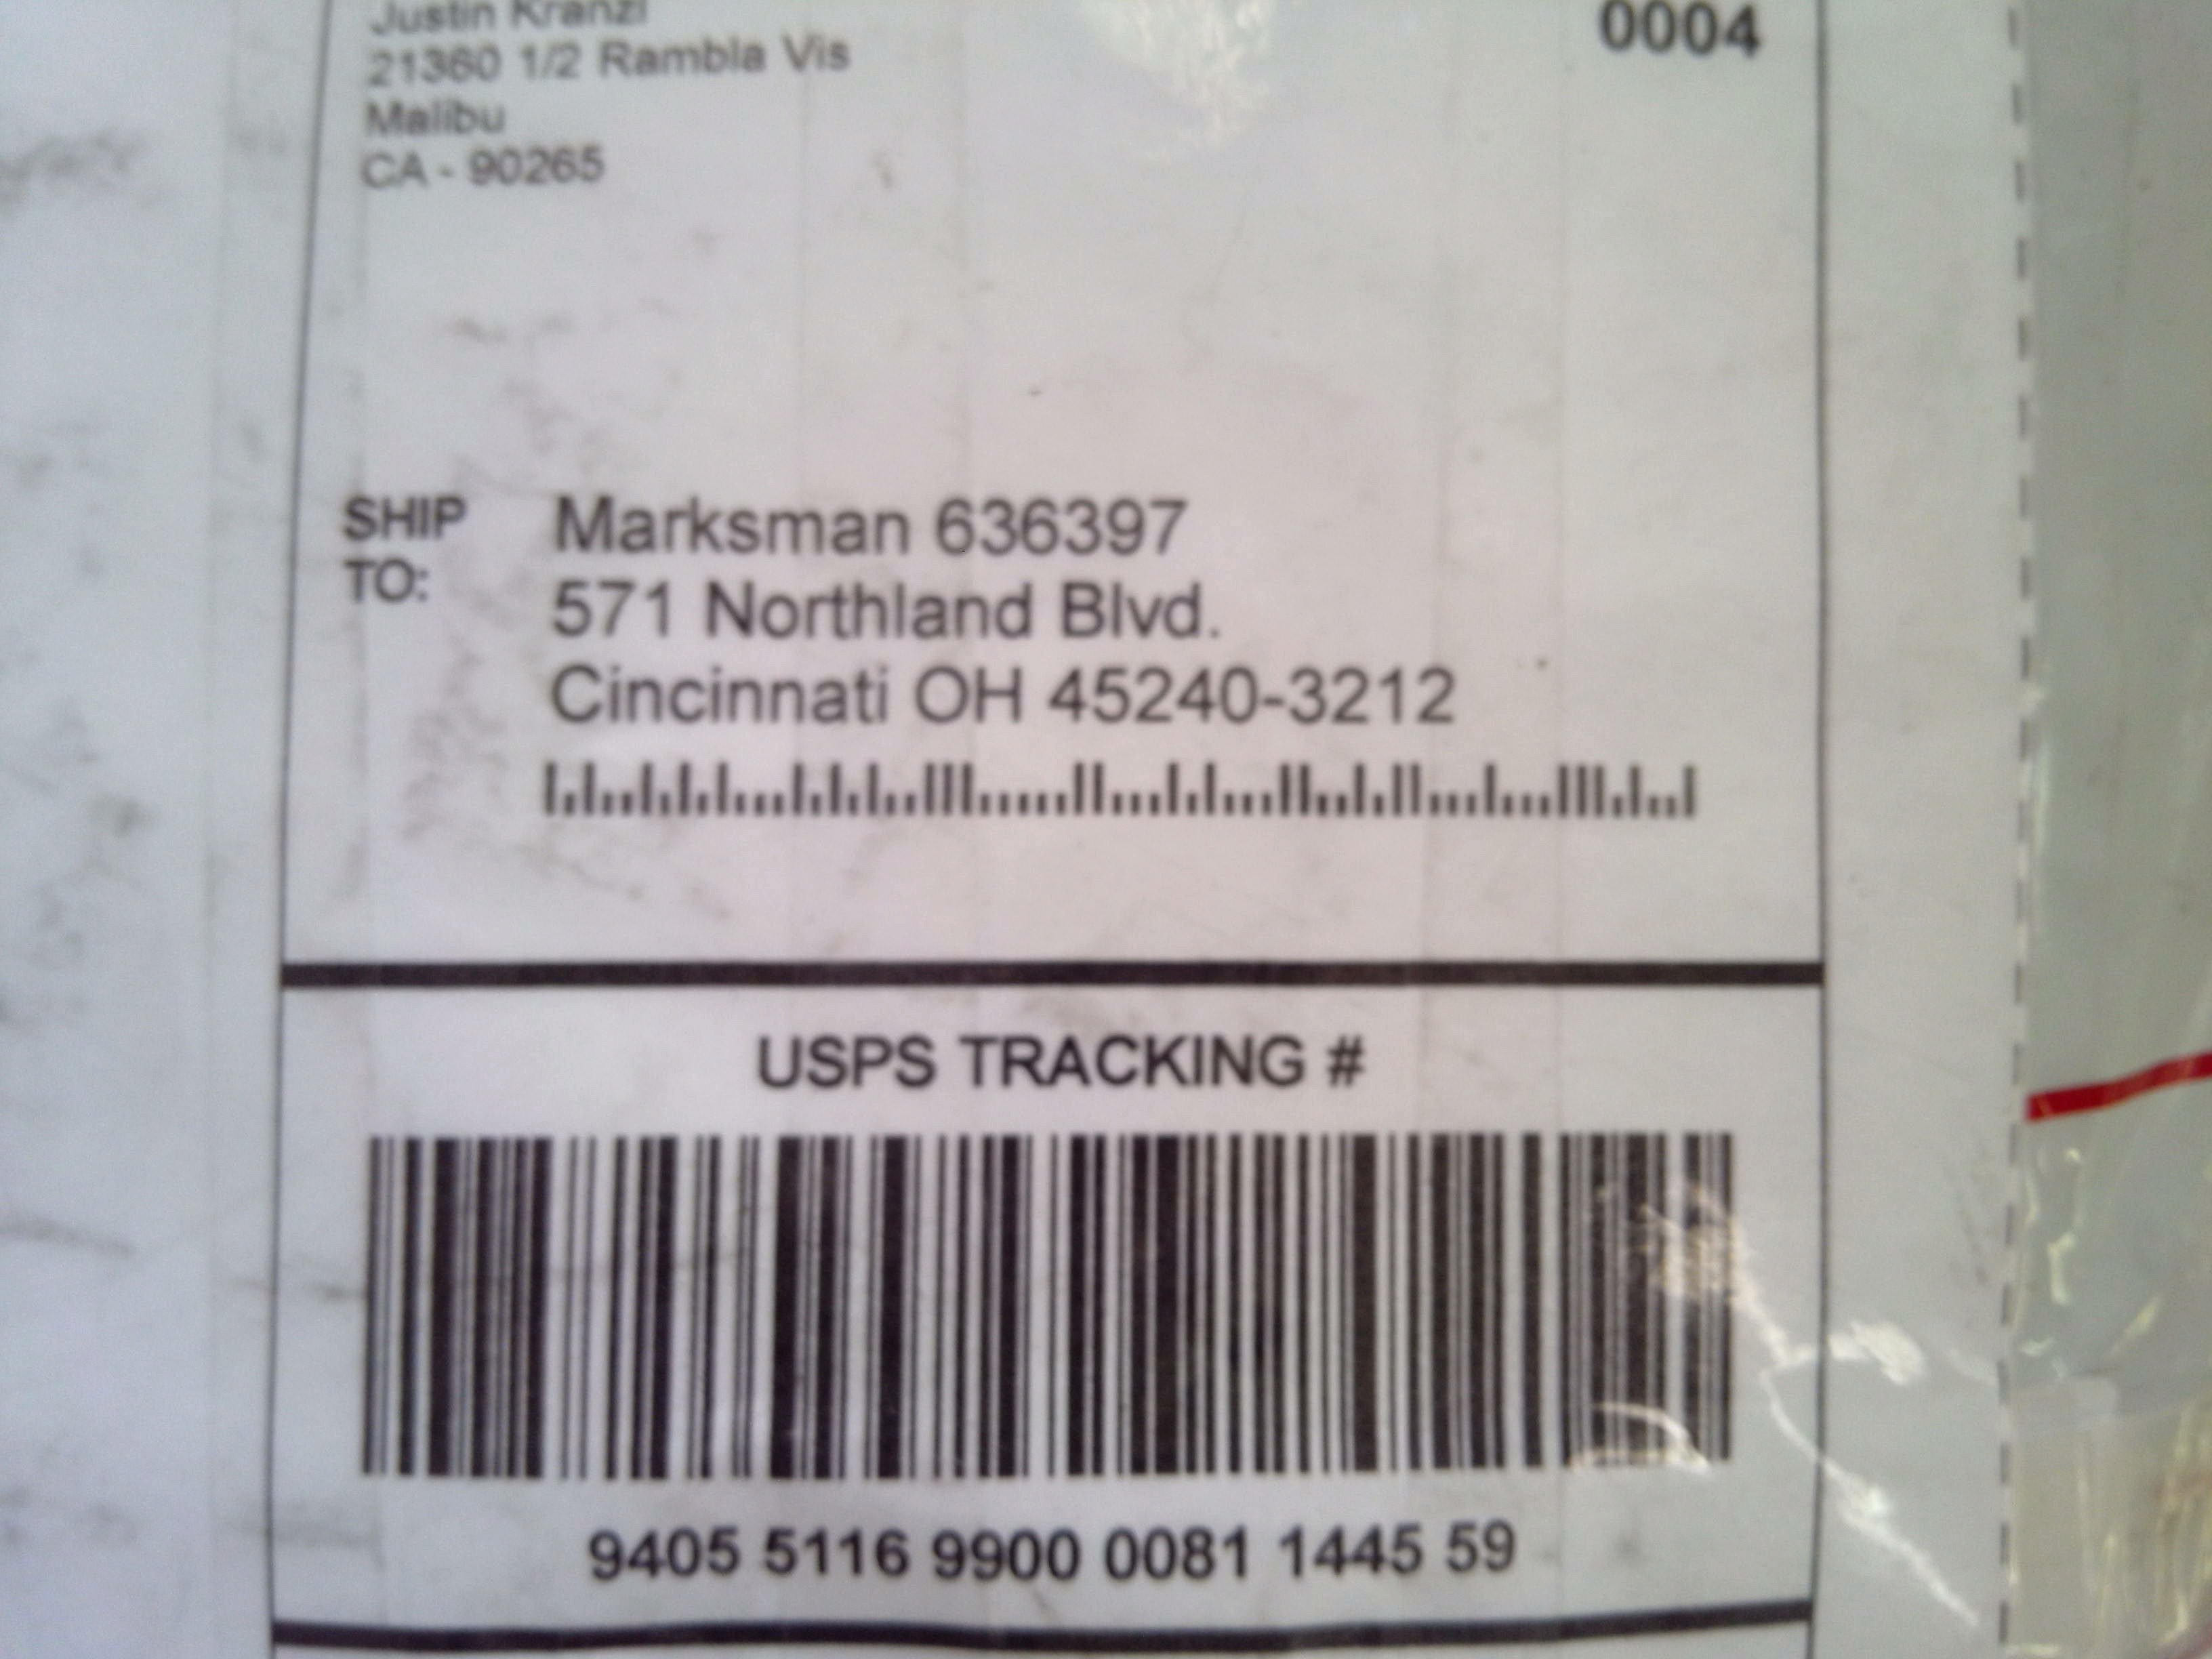 Justin Kranzl
0004
21360 1/2 Rambla Vis
Malibu
CA - 90265
SHIP TO:
Marksman 636397
571 Northland Blvd.
Cincinnati OH 45240-3212
USPS TRACKING #
9405 5116 9900 0081 1445 59